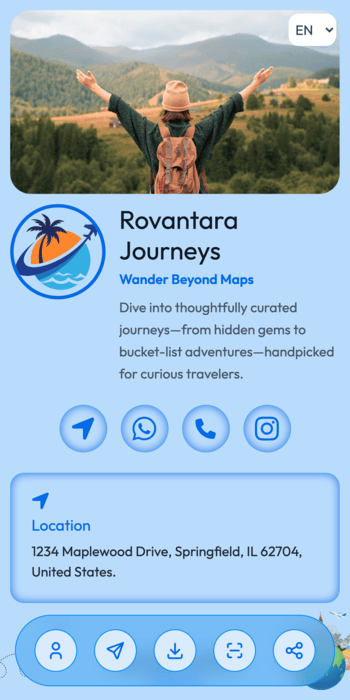 EN
Rovantara
Journeys
Wander Beyond Maps
Dive into thoughtfully curated
journeys—from hidden gems to
bucket-list adventures—handpicked
for curious travelers.
Location
1234 Maplewood Drive, Springfield, IL 62704,
United States.